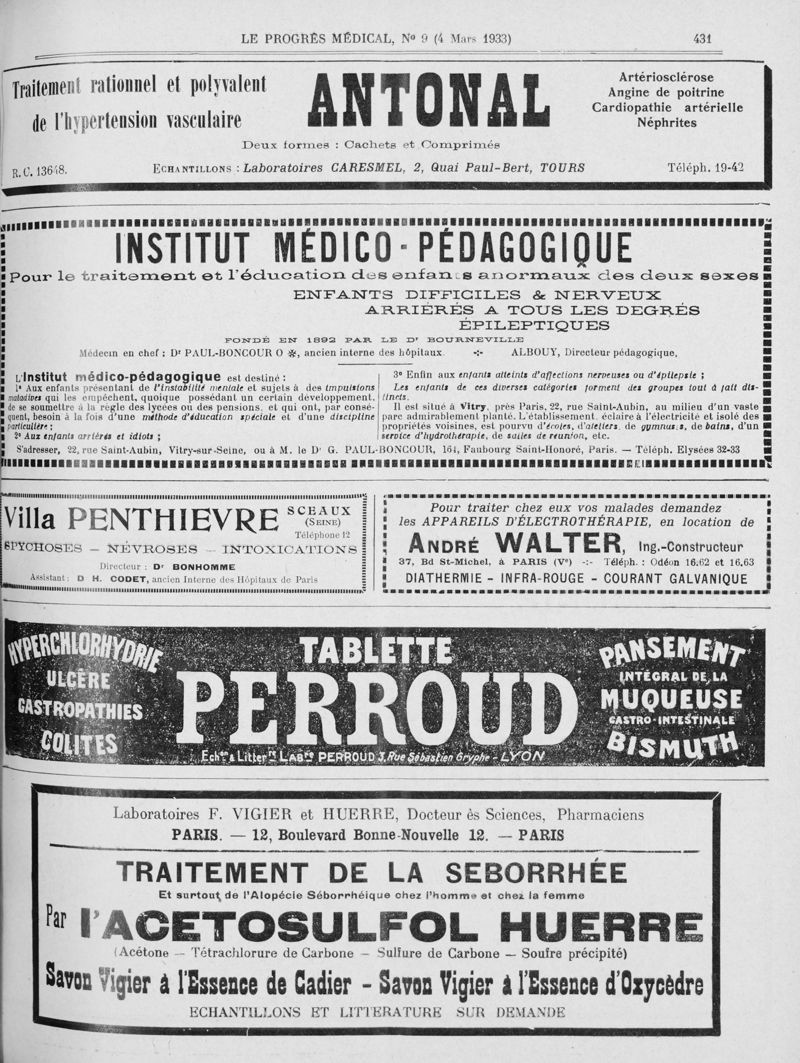 LE PROGRÈS MÉDICAL, No 9 (4 Mars 1933) 431
Traitement rationnel et polyvalent
de l'hypertension vasculaire
ANTONAL
Artériosclérose
Angine de poitrine
Cardiopathie artérielle
Néphrites
Deux formes : Cachets et Comprimés
R.C. 13648.
ECHANTILLONS : Laboratoires CARESMEL, 2, Quai Paul-Bert, TOURS
Téléph. 19-42
INSTITUT MÉDICO-PÉDAGOGIQUE
Pour le traitement et l'éducation des enfants anormaux des deux sexes
ENFANTS DIFFICILES & NERVEUX
ARRIÉRÉS A TOUS LES DEGRÉS
ÉPILEPTIQUES
FONDÉ EN 1892 PAR LE Dr BOURNEVILLE
Médecin en chef : Dr PAUL-BONCOUR O ✻, ancien interne des hôpitaux. -:- ALBOUY, Directeur pédagogique.
L'Institut médico-pédagogique est destiné :
1° Aux enfants présentant de l'instabilité mentale et sujets à des impulsions
maladives qui les empêchent, quoique possédant un certain développement,
de se soumettre à la règle des lycées ou des pensions, et qui ont, par consé-
quent, besoin à la fois d'une méthode d'éducation spéciale et d'une discipline
particulière ;
2° Aux enfants arriérés et idiots ;
3° Enfin aux enfants atteints d'affections nerveuses ou d'épilepsie ;
Les enfants de ces diverses catégories forment des groupes tout à fait dis-
tincts.
Il est situé à Vitry, près Paris, 22, rue Saint-Aubin, au milieu d'un vaste
parc admirablement planté. L'établissement, éclairé à l'électricité et isolé des
propriétés voisines, est pourvu d'écoles, d'ateliers, de gymnases, de bains, d'un
service d'hydrothérapie, de salles de réunion, etc.
S'adresser, 22, rue Saint-Aubin, Vitry-sur-Seine, ou à M. le Dr G. PAUL-BONCOUR, 164, Faubourg Saint-Honoré, Paris. — Téléph. Elysées 32-33
Villa PENTHIEVRE SCEAUX
(SEINE)
Téléphone 12
PSYCHOSES — NÉVROSES — INTOXICATIONS
Directeur : Dr BONHOMME
Assistant : D H. CODET, ancien Interne des Hôpitaux de Paris
Pour traiter chez eux vos malades demandez
les APPAREILS D'ÉLECTROTHÉRAPIE, en location de
ANDRÉ WALTER, Ing.-Constructeur
37, Bd St-Michel, à PARIS (Ve) -:- Téléph. : Odéon 16.62 et 16.63
DIATHERMIE - INFRA-ROUGE - COURANT GALVANIQUE
HYPERCHLORHYDRIE
ULCÈRE
GASTROPATHIES
COLITES
TABLETTE
PERROUD
Échons & Littéres LABres PERROUD 3, Rue Sébastien Gryphe - LYON
PANSEMENT
INTÉGRAL DE LA
MUQUEUSE
GASTRO-INTESTINALE
BISMUTH
Laboratoires F. VIGIER et HUERRE, Docteur ès Sciences, Pharmaciens
PARIS. — 12, Boulevard Bonne-Nouvelle 12. — PARIS
TRAITEMENT DE LA SEBORRHÉE
Et surtout de l'Alopécie Séborrhéique chez l'homme et chez la femme
Par l'ACETOSULFOL HUERRE
(Acétone — Tétrachlorure de Carbone — Sulfure de Carbone — Soufre précipité)
Savon Vigier à l'Essence de Cadier - Savon Vigier à l'Essence d'Oxycèdre
ECHANTILLONS ET LITTERATURE SUR DEMANDE